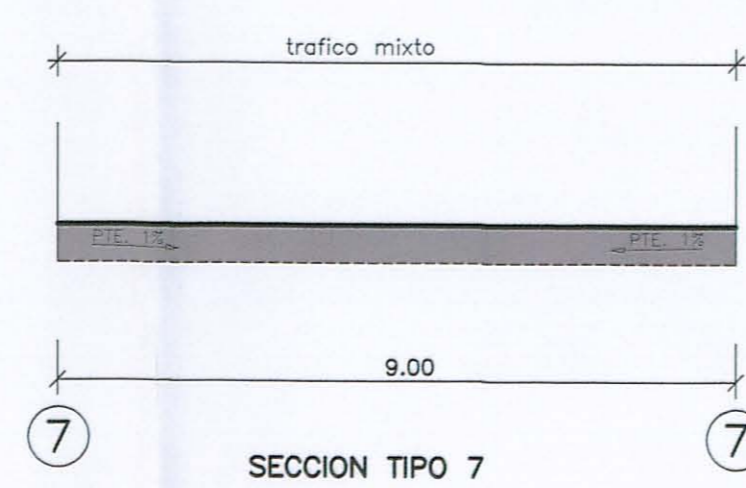 trafico mixto
PTE. 1%
PTE. 1%
9.00
7
7
SECCION TIPO 7